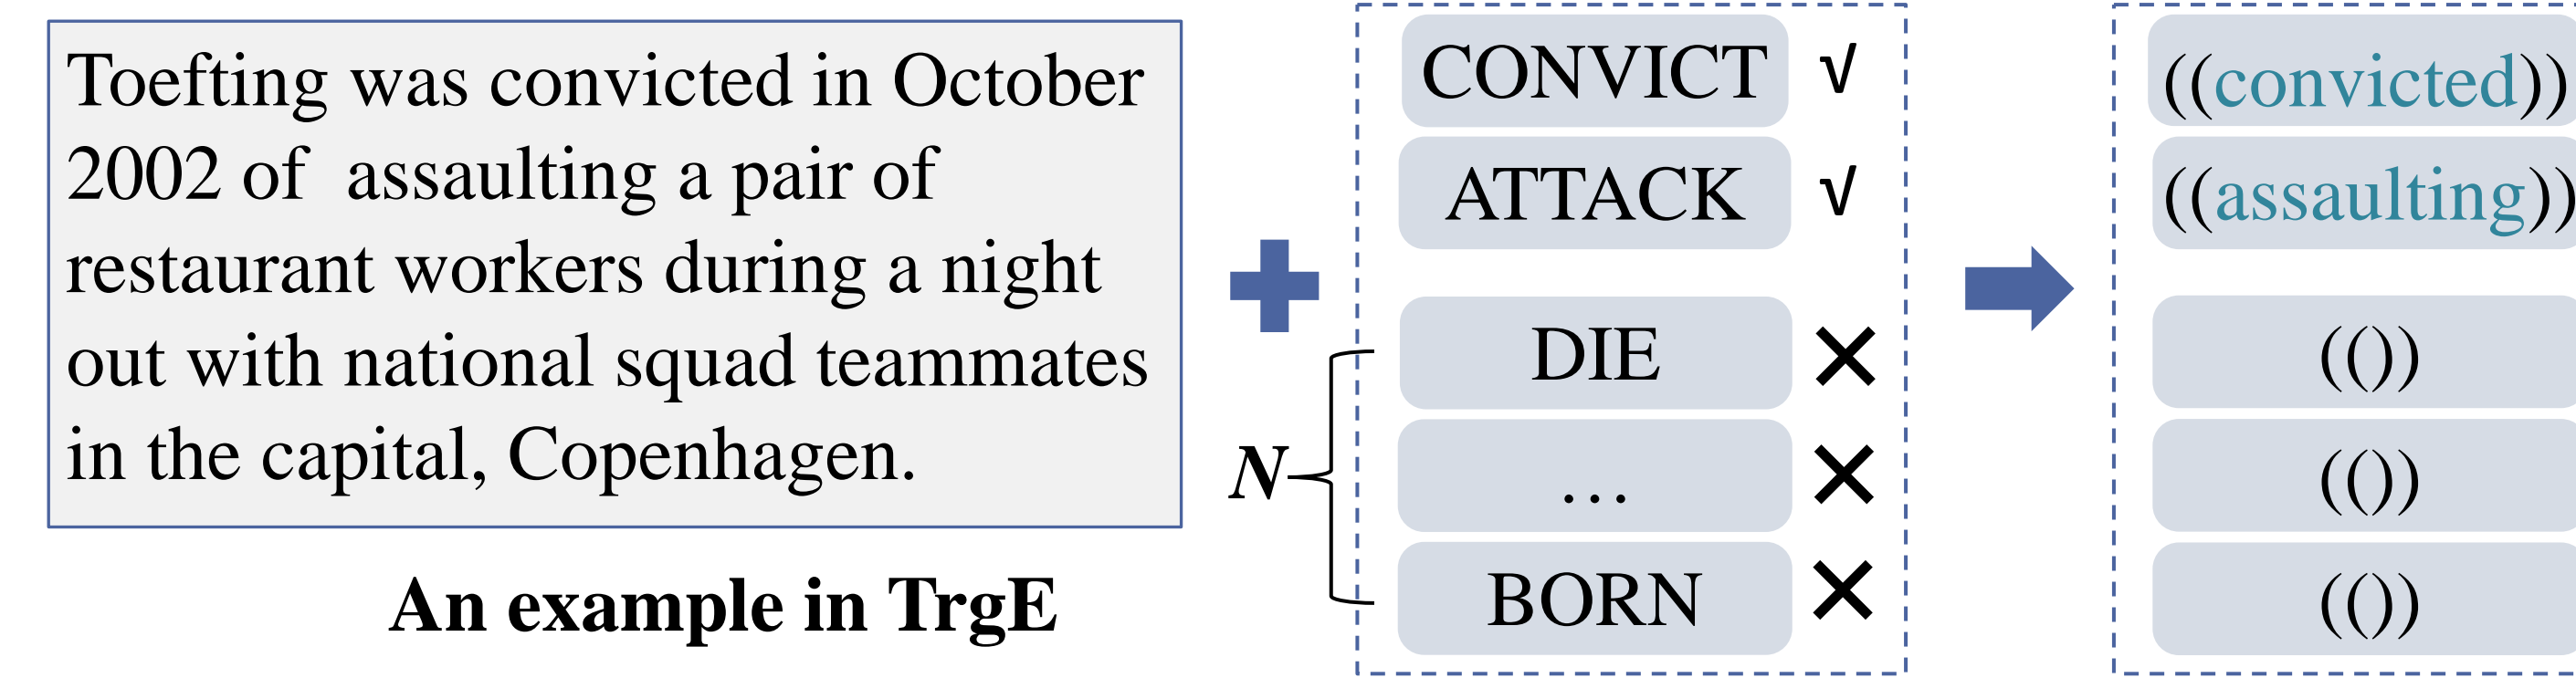 Toefting was convicted in October
2002 of assaulting a pair of
restaurant workers during a night
out with national squad teammates
in the capital, Copenhagen.
An example in TrgE
N
CONVICT √
ATTACK √
DIE ×
… ×
BORN ×
((convicted))
((assaulting))
(())
(())
(())